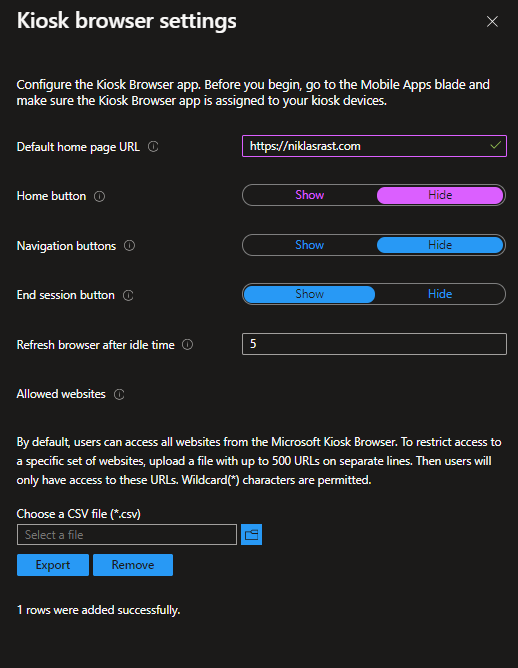 Kiosk browser settings
Configure the Kiosk Browser app. Before you begin, go to the Mobile Apps blade and
make sure the Kiosk Browser app is assigned to your kiosk devices.
Default home page URL
https://niklasrast.com
Home button
Show
Hide
Navigation buttons
Show
Hide
End session button
Show
Hide
Refresh browser after idle time
5
Allowed websites
By default, users can access all websites from the Microsoft Kiosk Browser. To restrict access to
a specific set of websites, upload a file with up to 500 URLs on separate lines. Then users will
only have access to these URLs. Wildcard(*) characters are permitted.
Choose a CSV file (*.csv)
Select a file
Export
Remove
1 rows were added successfully.